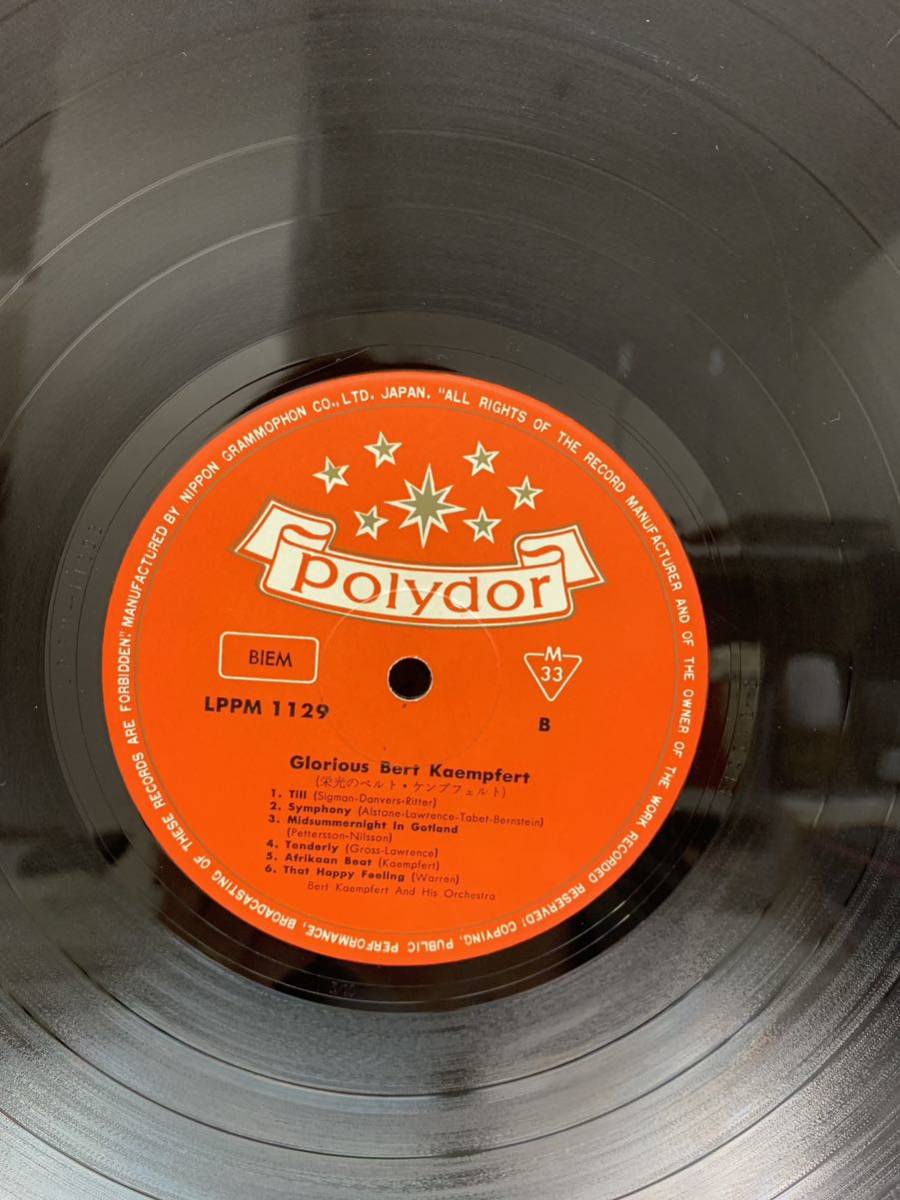 MANUFACTURED BY NIPPON GRAMMOPHON CO., LTD. JAPAN. "ALL RIGHTS OF THE RECORD MANUFACTURER AND OF THE OWNER OF THE WORK RECORDED RESERVED! COPYING, PUBLIC PERFORMANCE, BROADCASTING OF THESE RECORDS ARE FORBIDDEN."
Polydor
BIEM
M
33
LPPM 1129
B
Glorious Bert Kaempfert
(栄光のベルト・ケンプフェルト)
1. Till (Sigman-Danvers-Ritter)
2. Symphony (Alstone-Lawrence-Tabet-Bernstein)
3. Midsummernight In Gotland
(Pettersson-Nilsson)
4. Tenderly (Gross-Lawrence)
5. Afrikaan Beat (Kaempfert)
6. That Happy Feeling (Warren)
Bert Kaempfert And His Orchestra